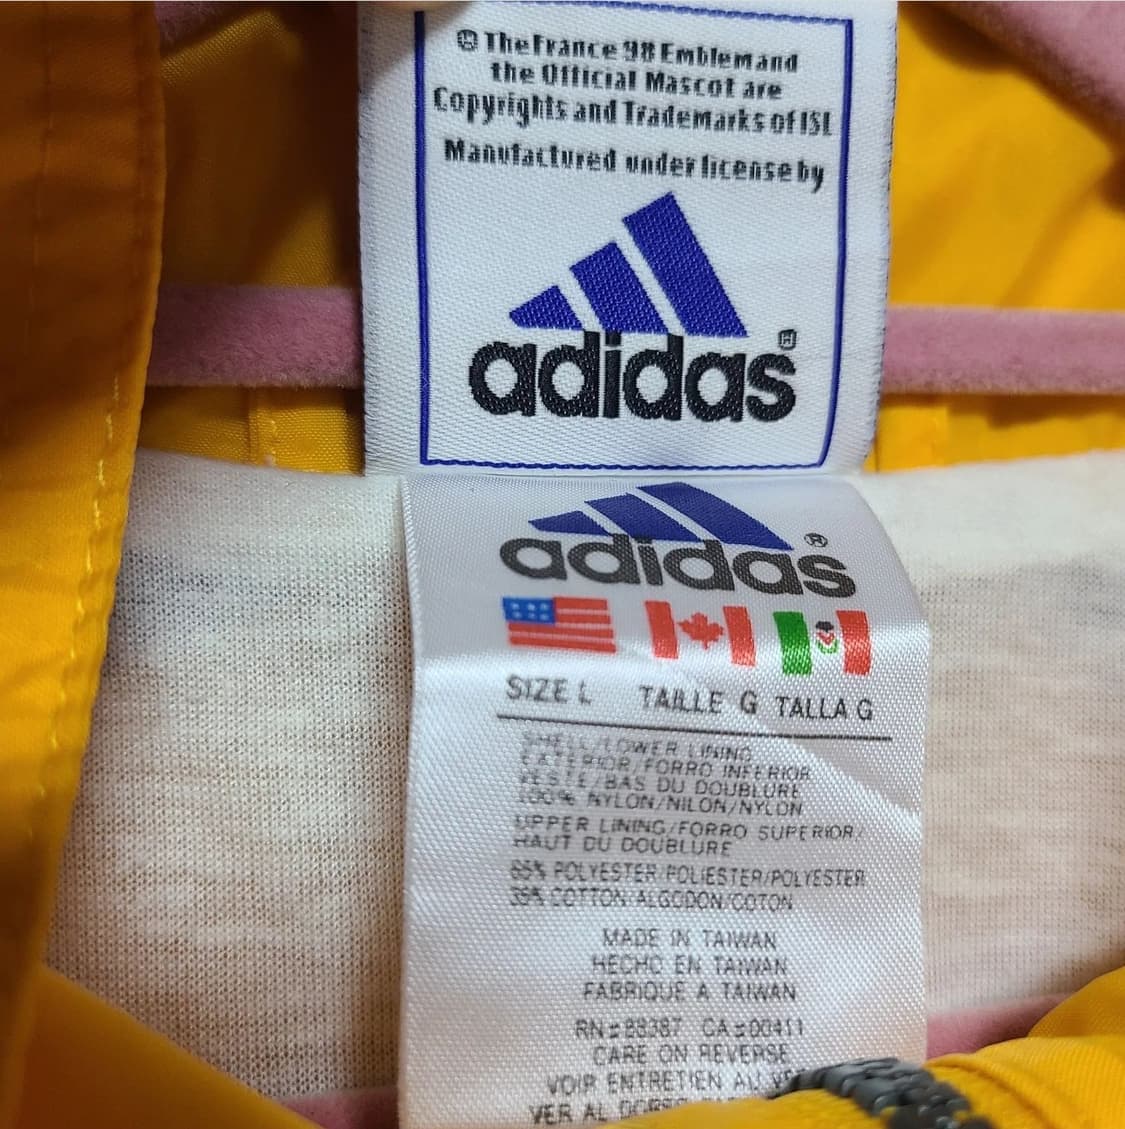 © The France 98 Emblem and
the Official Mascot are
Copyrights and Trademarks of ISL
Manufactured under license by
adidas®
adidas®
SIZE L TAILLE G TALLA G
SHELL/LOWER LINING
EXTERIOR/FORRO INFERIOR
VESTE/BAS DU DOUBLURE
100% NYLON/NILON/NYLON
UPPER LINING/FORRO SUPERIOR/
HAUT DU DOUBLURE
65% POLYESTER/POLIESTER/POLYESTER
35% COTTON/ALGODON/COTON
MADE IN TAIWAN
HECHO EN TAIWAN
FABRIQUE A TAIWAN
RN=88387 CA=00411
CARE ON REVERSE
VOIR ENTRETIEN AU
VER AL